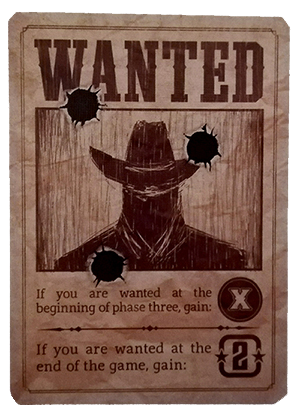 WANTED
If you are wanted at the
beginning of phase three, gain: X
If you are wanted at the
end of the game, gain: 2